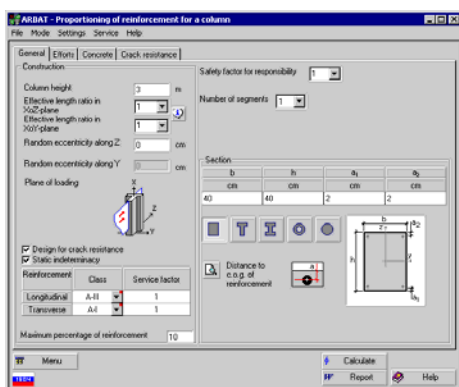 ARBAT - Proportioning of reinforcement for a column
File Mode Settings Service Help
General Efforts Concrete Crack resistance
Construction
Column height 3 m
Effective length ratio in XoZ-plane 1
Effective length ratio in XoY-plane 1
Random eccentricity along Z 0 cm
Random eccentricity along Y 0 cm
Plane of loading
X
Z
Y
Design for crack resistance
Static indeterminacy
Reinforcement Class Service factor
Longitudinal A-III 1
Transverse A-I 1
Maximum percentage of reinforcement 10
Safety factor for responsibility 1
Number of segments 1
Section
b h a₁ a₂
cm cm cm cm
40 40 2 2
Distance to c.o.g. of reinforcement
a
b
a₂
h
a₁
Menu
Calculate
Report
Help